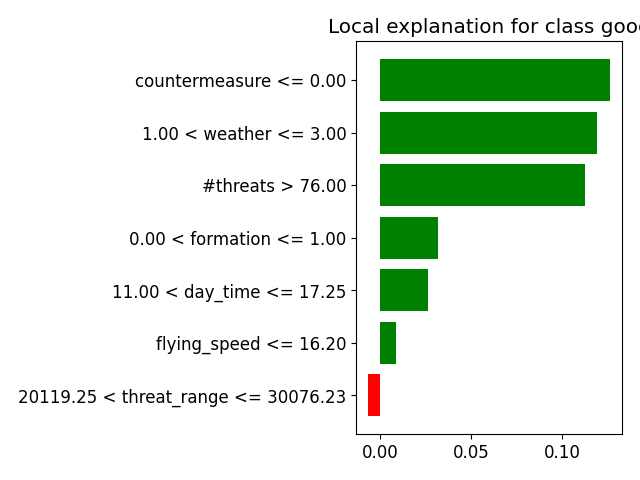 Local explanation for class good
countermeasure <= 0.00
1.00 < weather <= 3.00
#threats > 76.00
0.00 < formation <= 1.00
11.00 < day_time <= 17.25
flying_speed <= 16.20
20119.25 < threat_range <= 30076.23
0.00 0.05 0.10